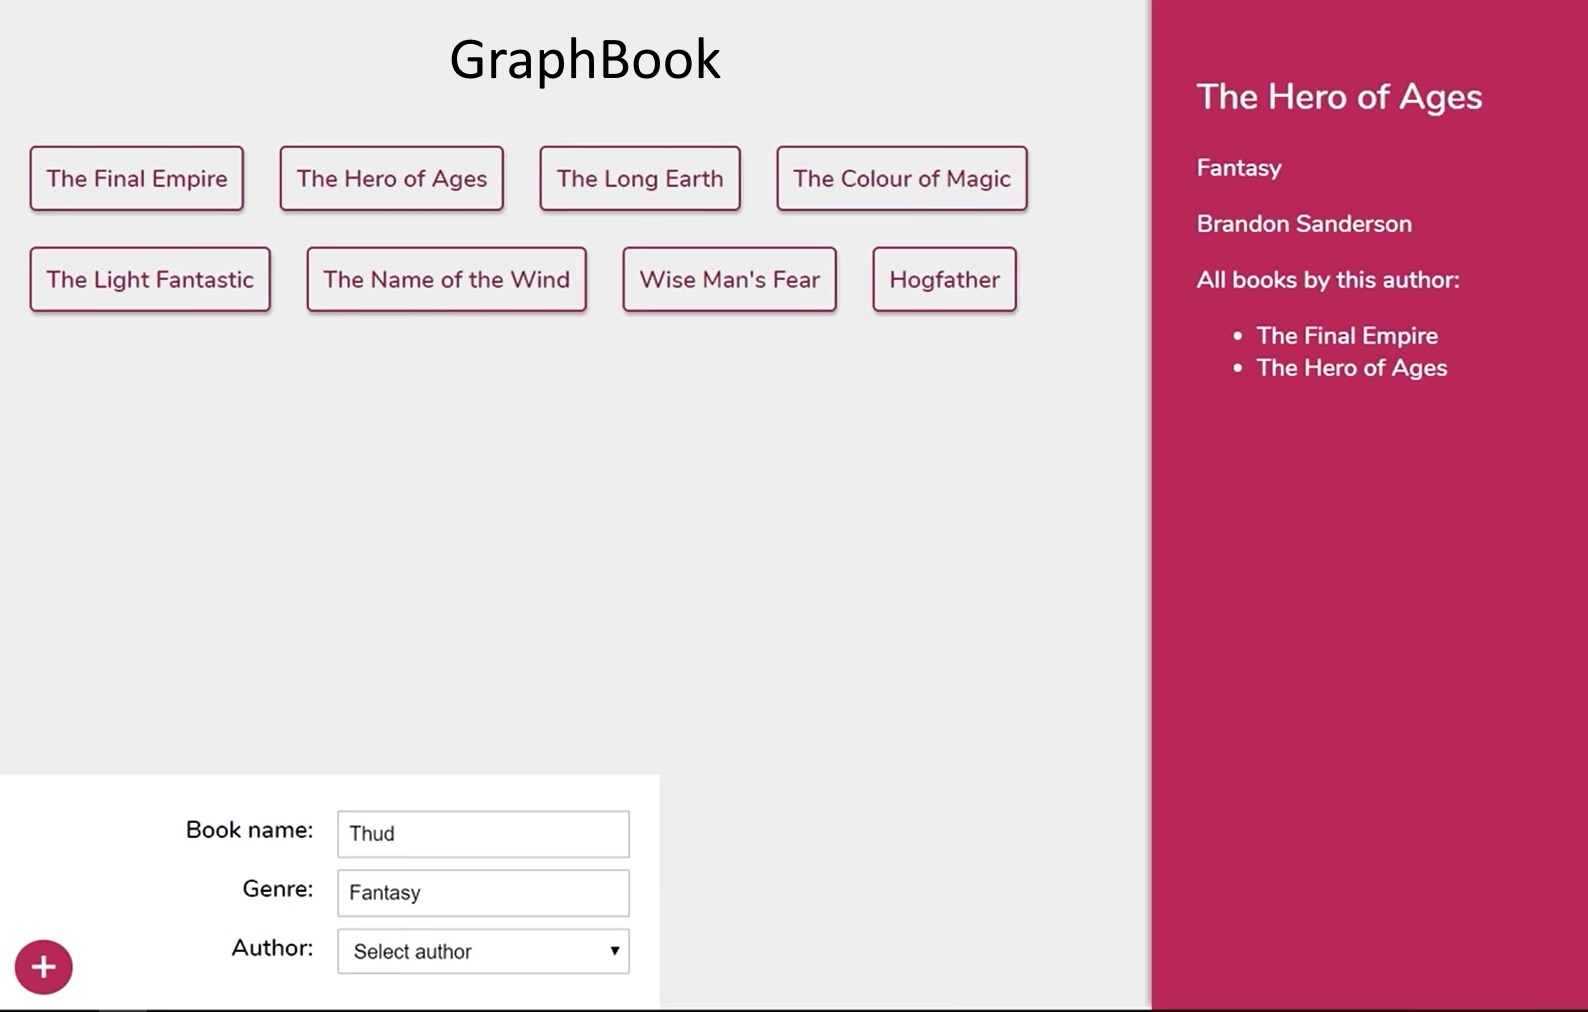 GraphBook
The Final Empire
The Hero of Ages
The Long Earth
The Colour of Magic
The Light Fantastic
The Name of the Wind
Wise Man's Fear
Hogfather
Book name:
Thud
Genre:
Fantasy
Author:
Select author
+
The Hero of Ages
Fantasy
Brandon Sanderson
All books by this author:
• The Final Empire
• The Hero of Ages